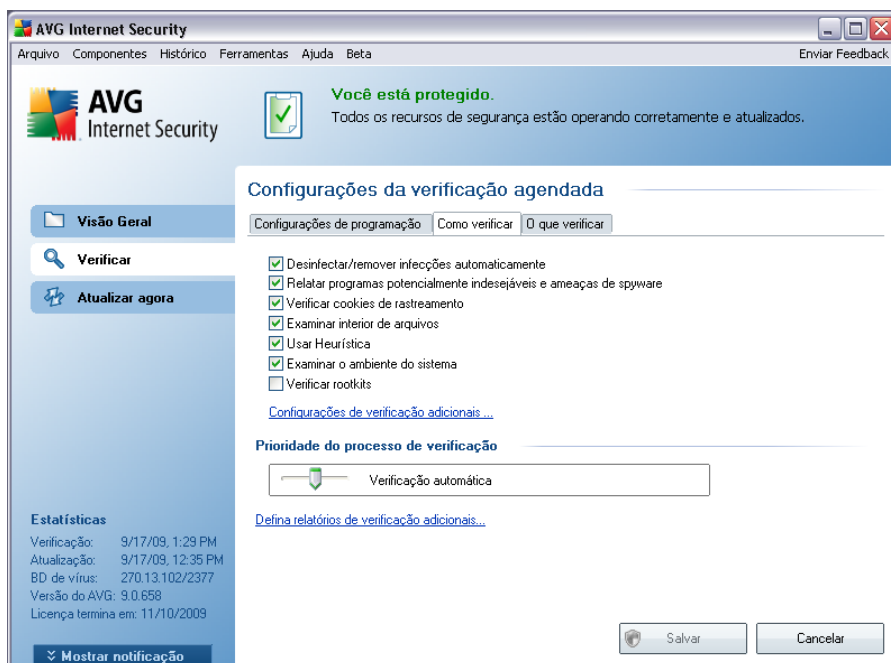 AVG Internet Security
Arquivo Componentes Histórico Ferramentas Ajuda Beta Enviar Feedback
AVG
Internet Security
Você está protegido.
Todos os recursos de segurança estão operando corretamente e atualizados.
Visão Geral
Verificar
Atualizar agora
Configurações da verificação agendada
Configurações de programação Como verificar O que verificar
Desinfectar/remover infecções automaticamente
Relatar programas potencialmente indesejáveis e ameaças de spyware
Verificar cookies de rastreamento
Examinar interior de arquivos
Usar Heurística
Examinar o ambiente do sistema
Verificar rootkits
Configurações de verificação adicionais ...
Prioridade do processo de verificação
Verificação automática
Defina relatórios de verificação adicionais...
Estatísticas
Verificação: 9/17/09, 1:29 PM
Atualização: 9/17/09, 12:35 PM
BD de vírus: 270.13.102/2377
Versão do AVG: 9.0.658
Licença termina em: 11/10/2009
Mostrar notificação
Salvar Cancelar